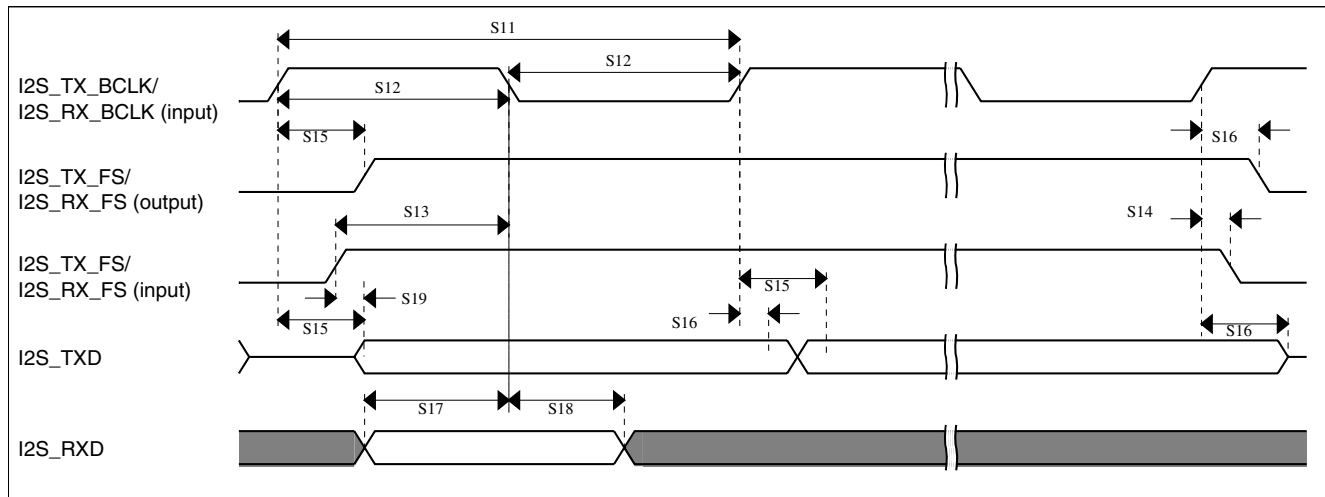 S11
I2S_TX_BCLK/
I2S_RX_BCLK (input)
S12
S12
S15
S16
I2S_TX_FS/
I2S_RX_FS (output)
S13
S14
I2S_TX_FS/
I2S_RX_FS (input)
S15
S19
S16
S15
S16
I2S_TXD
S17
S18
I2S_RXD